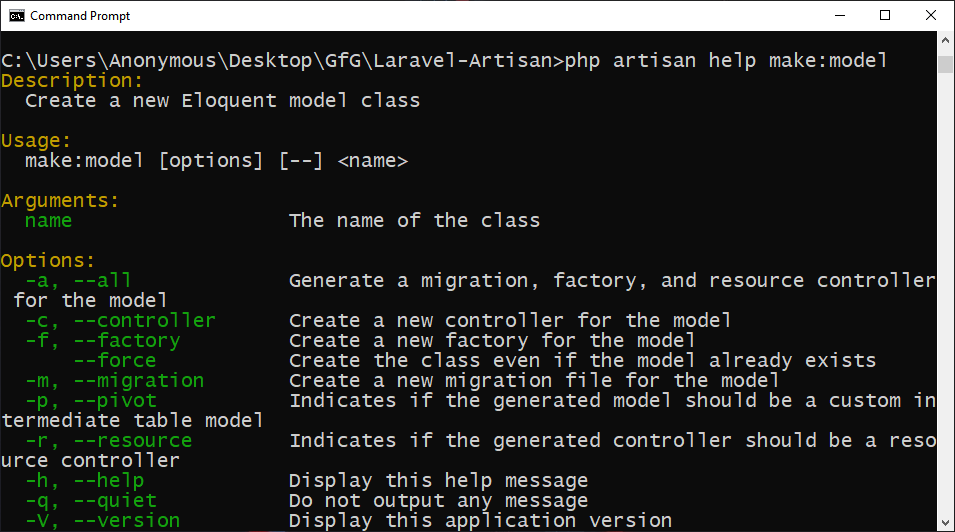 Command Prompt
C:\Users\Anonymous\Desktop\GfG\Laravel-Artisan>php artisan help make:model
Description:
  Create a new Eloquent model class
Usage:
  make:model [options] [--] <name>
Arguments:
  name                  The name of the class
Options:
  -a, --all             Generate a migration, factory, and resource controller
 for the model
  -c, --controller      Create a new controller for the model
  -f, --factory         Create a new factory for the model
      --force           Create the class even if the model already exists
  -m, --migration       Create a new migration file for the model
  -p, --pivot           Indicates if the generated model should be a custom in
termediate table model
  -r, --resource        Indicates if the generated controller should be a reso
urce controller
  -h, --help            Display this help message
  -q, --quiet           Do not output any message
  -V, --version         Display this application version